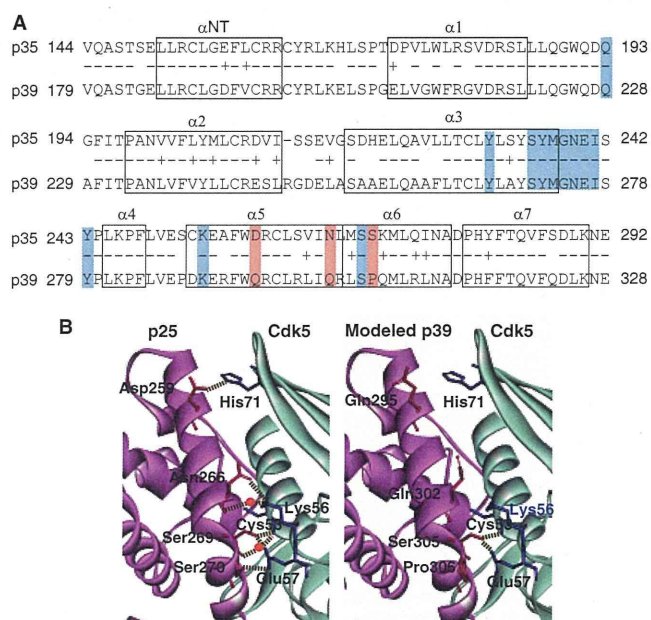 A
αNT α1
p35 144 VQASTSELLRCLGEFLCRRCYRLKHLSPTDPVLWLRSVDRSLLLQGWQDQ 193
p39 179 VQASTGELLRCLGDFVCRRCYRLKELSPGELVGWFRGVDRSLLLQGWQDQ 228
α2 α3
p35 194 GFITPANVVFLYMLCRDVI-SSEVGSDHELQAVLLTCLYLSYSYMGNEIS 242
p39 229 AFITPANLVFVYLLCRESLRGDELASAAELQAAFLTCLYLAYSYMGNEIS 278
α4 α5 α6 α7
p35 243 YPLKPFLVESCKEAFWDRCLSVINLMSSKMLQINADPHYFTQVFSDLKNE 292
p39 279 YPLKPFLVEPDKERFWQRCLRLIQRLSPQMLRLNADPHFFTQVFQDLKNE 328
B
p25 Cdk5
Asp259
His71
Asn266
Lys56
Cys53
Ser269
Ser270
Glu57
Modeled p39 Cdk5
Gln295
His71
Gln302
Lys56
Cys53
Ser305
Pro305
Glu57